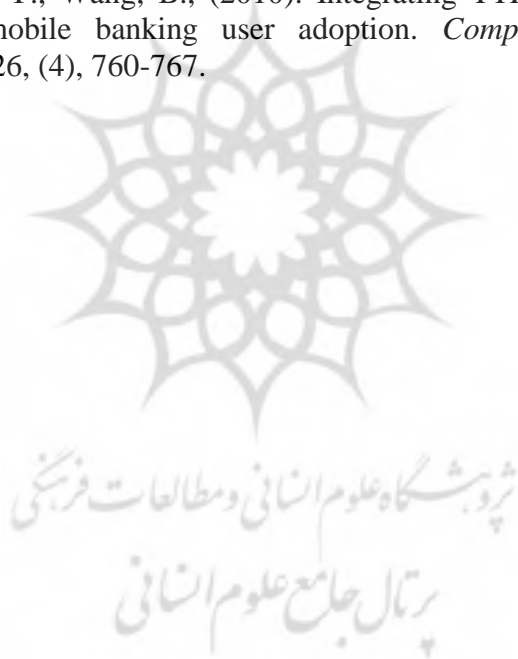 Wang, B., (2010). Integrating
mobile banking user adoption. Comp
26, (4), 760-767.
پژوهشگاه علوم انسانی و مطالعات فرهنگی
پرتال جامع علوم انسانی